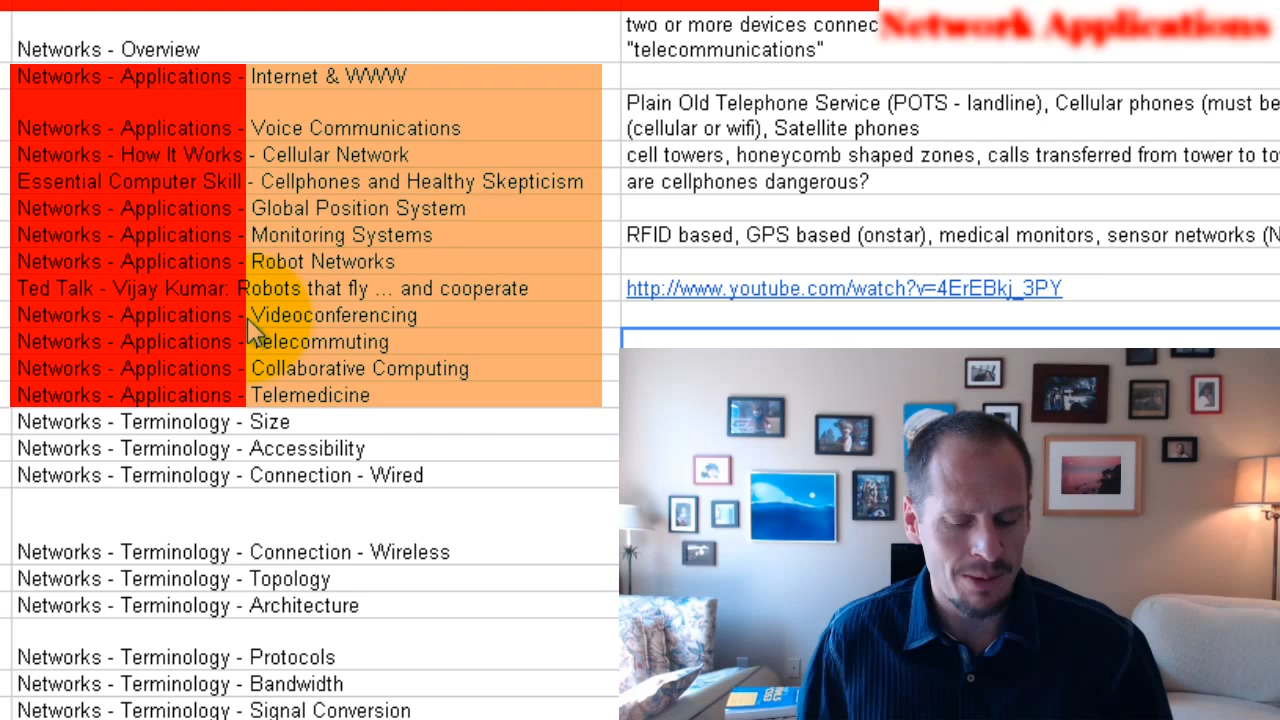 Network Applications
two or more devices connec
Networks - Overview
"telecommunications"
Networks - Applications - Internet & WWW
Plain Old Telephone Service (POTS - landline), Cellular phones (must be
Networks - Applications - Voice Communications
(cellular or wifi), Satellite phones
Networks - How It Works - Cellular Network
cell towers, honeycomb shaped zones, calls transferred from tower to to
Essential Computer Skill - Cellphones and Healthy Skepticism
are cellphones dangerous?
Networks - Applications - Global Position System
Networks - Applications - Monitoring Systems
RFID based, GPS based (onstar), medical monitors, sensor networks (N
Networks - Applications - Robot Networks
Ted Talk - Vijay Kumar: Robots that fly ... and cooperate
http://www.youtube.com/watch?v=4ErEBkj_3PY
Networks - Applications - Videoconferencing
Networks - Applications - Telecommuting
Networks - Applications - Collaborative Computing
Networks - Applications - Telemedicine
Networks - Terminology - Size
Networks - Terminology - Accessibility
Networks - Terminology - Connection - Wired
Networks - Terminology - Connection - Wireless
Networks - Terminology - Topology
Networks - Terminology - Architecture
Networks - Terminology - Protocols
Networks - Terminology - Bandwidth
Networks - Terminology - Signal Conversion